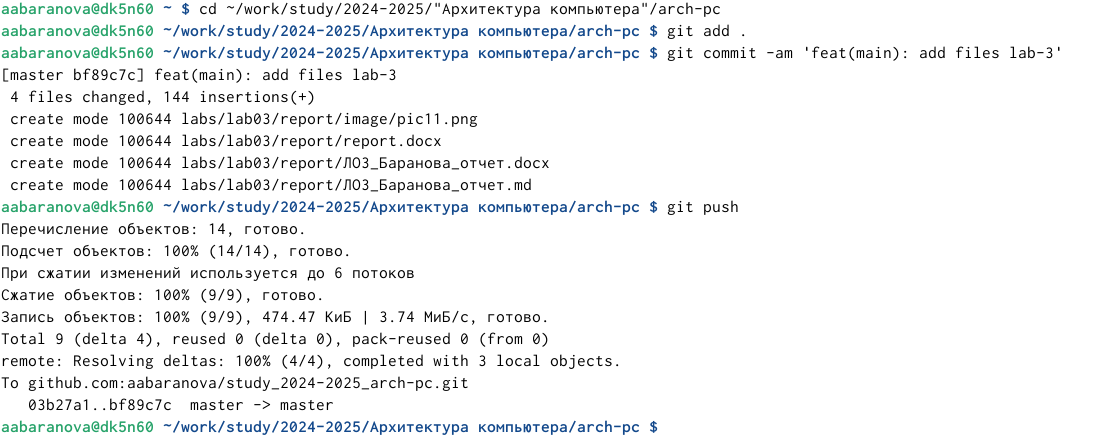 aabaranova@dk5n60 ~ $ cd ~/work/study/2024-2025/"Архитектура компьютера"/arch-pc
aabaranova@dk5n60 ~/work/study/2024-2025/Архитектура компьютера/arch-pc $ git add .
aabaranova@dk5n60 ~/work/study/2024-2025/Архитектура компьютера/arch-pc $ git commit -am 'feat(main): add files lab-3'
[master bf89c7c] feat(main): add files lab-3
 4 files changed, 144 insertions(+)
 create mode 100644 labs/lab03/report/image/pic11.png
 create mode 100644 labs/lab03/report/report.docx
 create mode 100644 labs/lab03/report/Л03_Баранова_отчет.docx
 create mode 100644 labs/lab03/report/Л03_Баранова_отчет.md
aabaranova@dk5n60 ~/work/study/2024-2025/Архитектура компьютера/arch-pc $ git push
Перечисление объектов: 14, готово.
Подсчет объектов: 100% (14/14), готово.
При сжатии изменений используется до 6 потоков
Сжатие объектов: 100% (9/9), готово.
Запись объектов: 100% (9/9), 474.47 КиБ | 3.74 МиБ/с, готово.
Total 9 (delta 4), reused 0 (delta 0), pack-reused 0 (from 0)
remote: Resolving deltas: 100% (4/4), completed with 3 local objects.
To github.com:aabaranova/study_2024-2025_arch-pc.git
   03b27a1..bf89c7c  master -> master
aabaranova@dk5n60 ~/work/study/2024-2025/Архитектура компьютера/arch-pc $